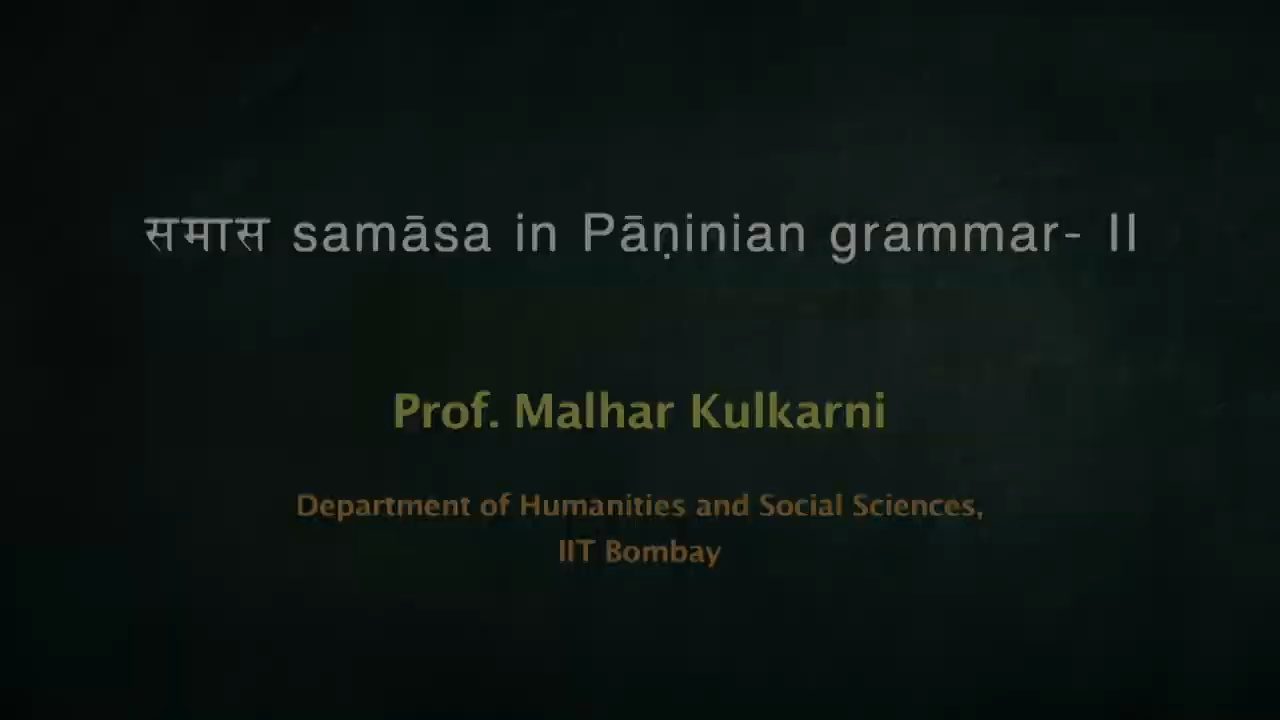 समास samāsa in Pāṇinian grammar- II
Prof. Malhar Kulkarni
Department of Humanities and Social Sciences,
IIT Bombay